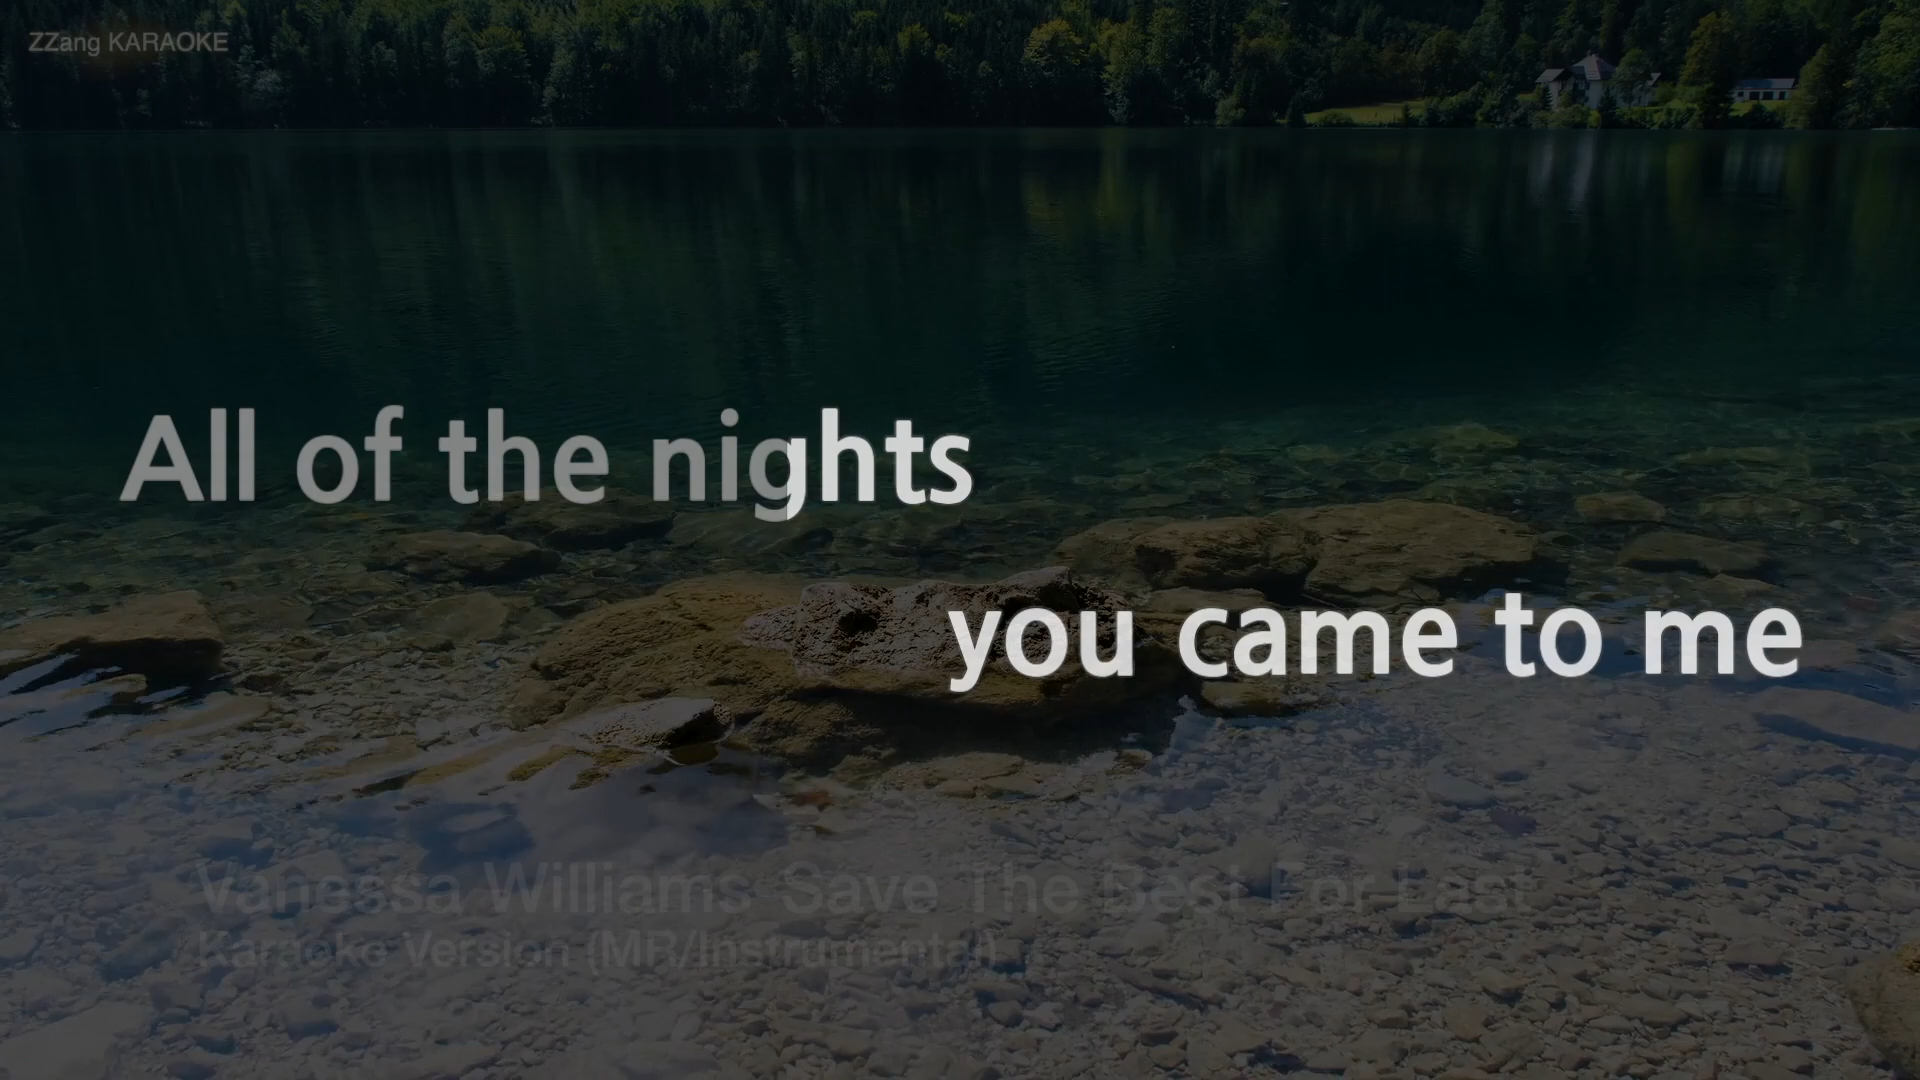 ZZang KARAOKE
All of the nights
you came to me
Vanessa Williams-Save The Best For Last
Karaoke Version (MR/Instrumental)